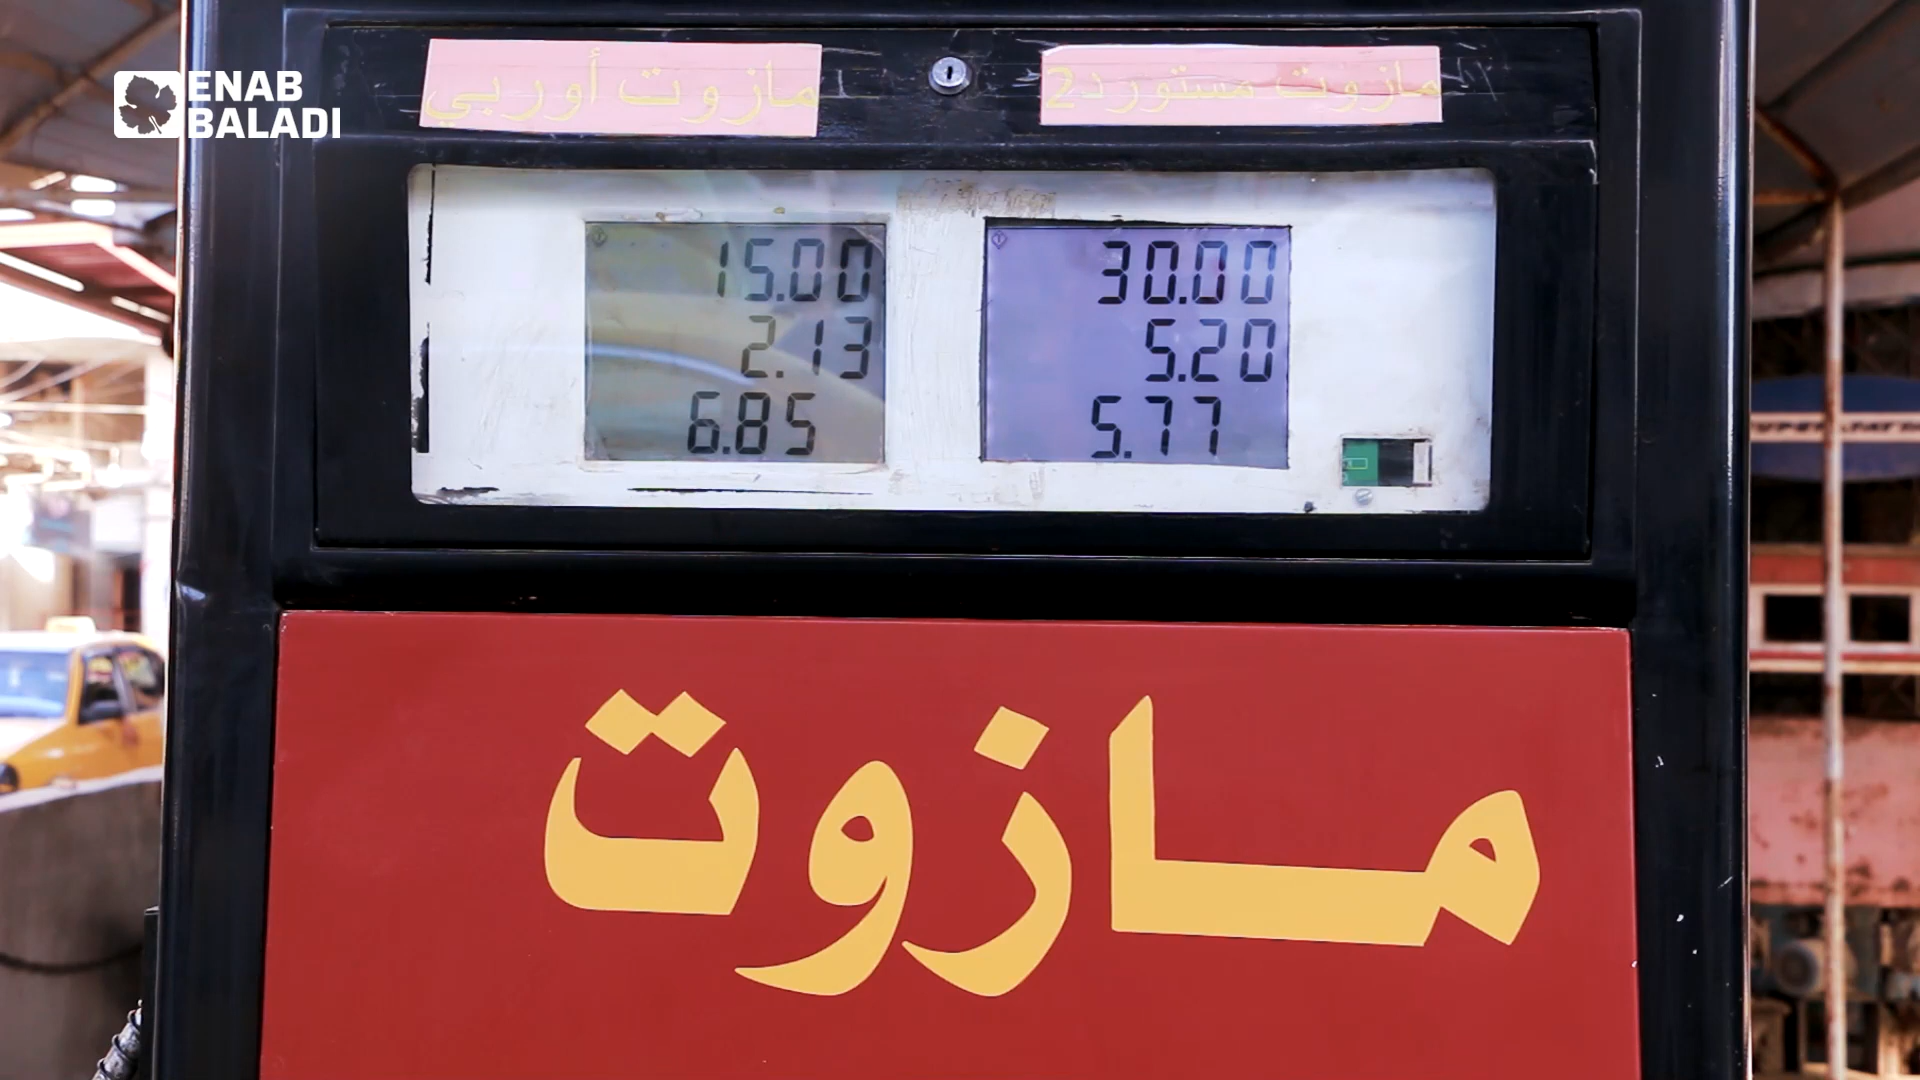 ENAB
BALADI
مازوت أوربي
مازوت مستورد2
15.00
2.13
6.85
30.00
5.20
5.77
مازوت